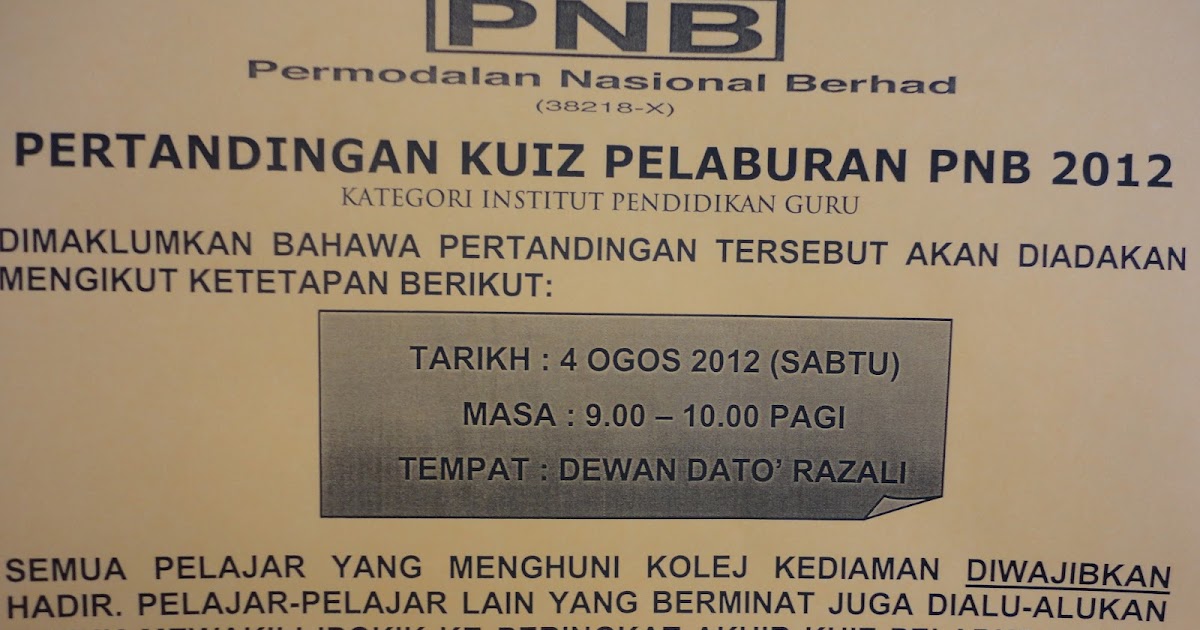 PNB
Permodalan Nasional Berhad
(38218-X)
PERTANDINGAN KUIZ PELABURAN PNB 2012
KATEGORI INSTITUT PENDIDIKAN GURU
DIMAKLUMKAN BAHAWA PERTANDINGAN TERSEBUT AKAN DIADAKAN
MENGIKUT KETETAPAN BERIKUT:
TARIKH : 4 OGOS 2012 (SABTU)
MASA : 9.00 – 10.00 PAGI
TEMPAT : DEWAN DATO’ RAZALI
SEMUA PELAJAR YANG MENGHUNI KOLEJ KEDIAMAN DIWAJIBKAN
HADIR. PELAJAR-PELAJAR LAIN YANG BERMINAT JUGA DIALU-ALUKAN